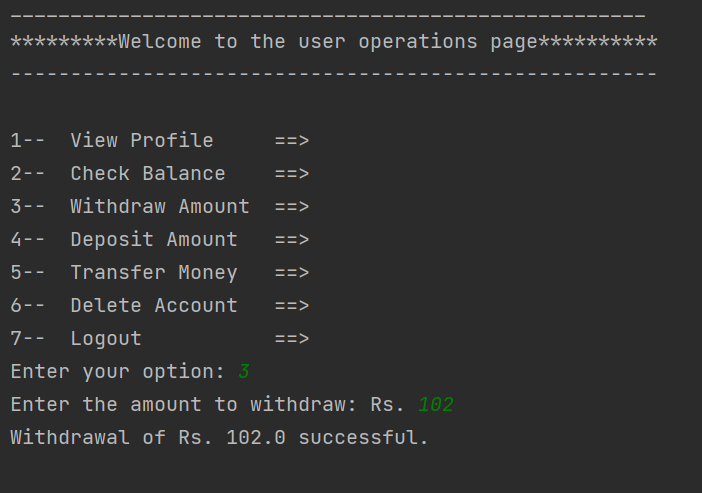 -----------------------------------------------------
*********Welcome to the user operations page**********
------------------------------------------------------
1--  View Profile     ==>
2--  Check Balance    ==>
3--  Withdraw Amount  ==>
4--  Deposit Amount   ==>
5--  Transfer Money   ==>
6--  Delete Account   ==>
7--  Logout           ==>
Enter your option: 3
Enter the amount to withdraw: Rs. 102
Withdrawal of Rs. 102.0 successful.